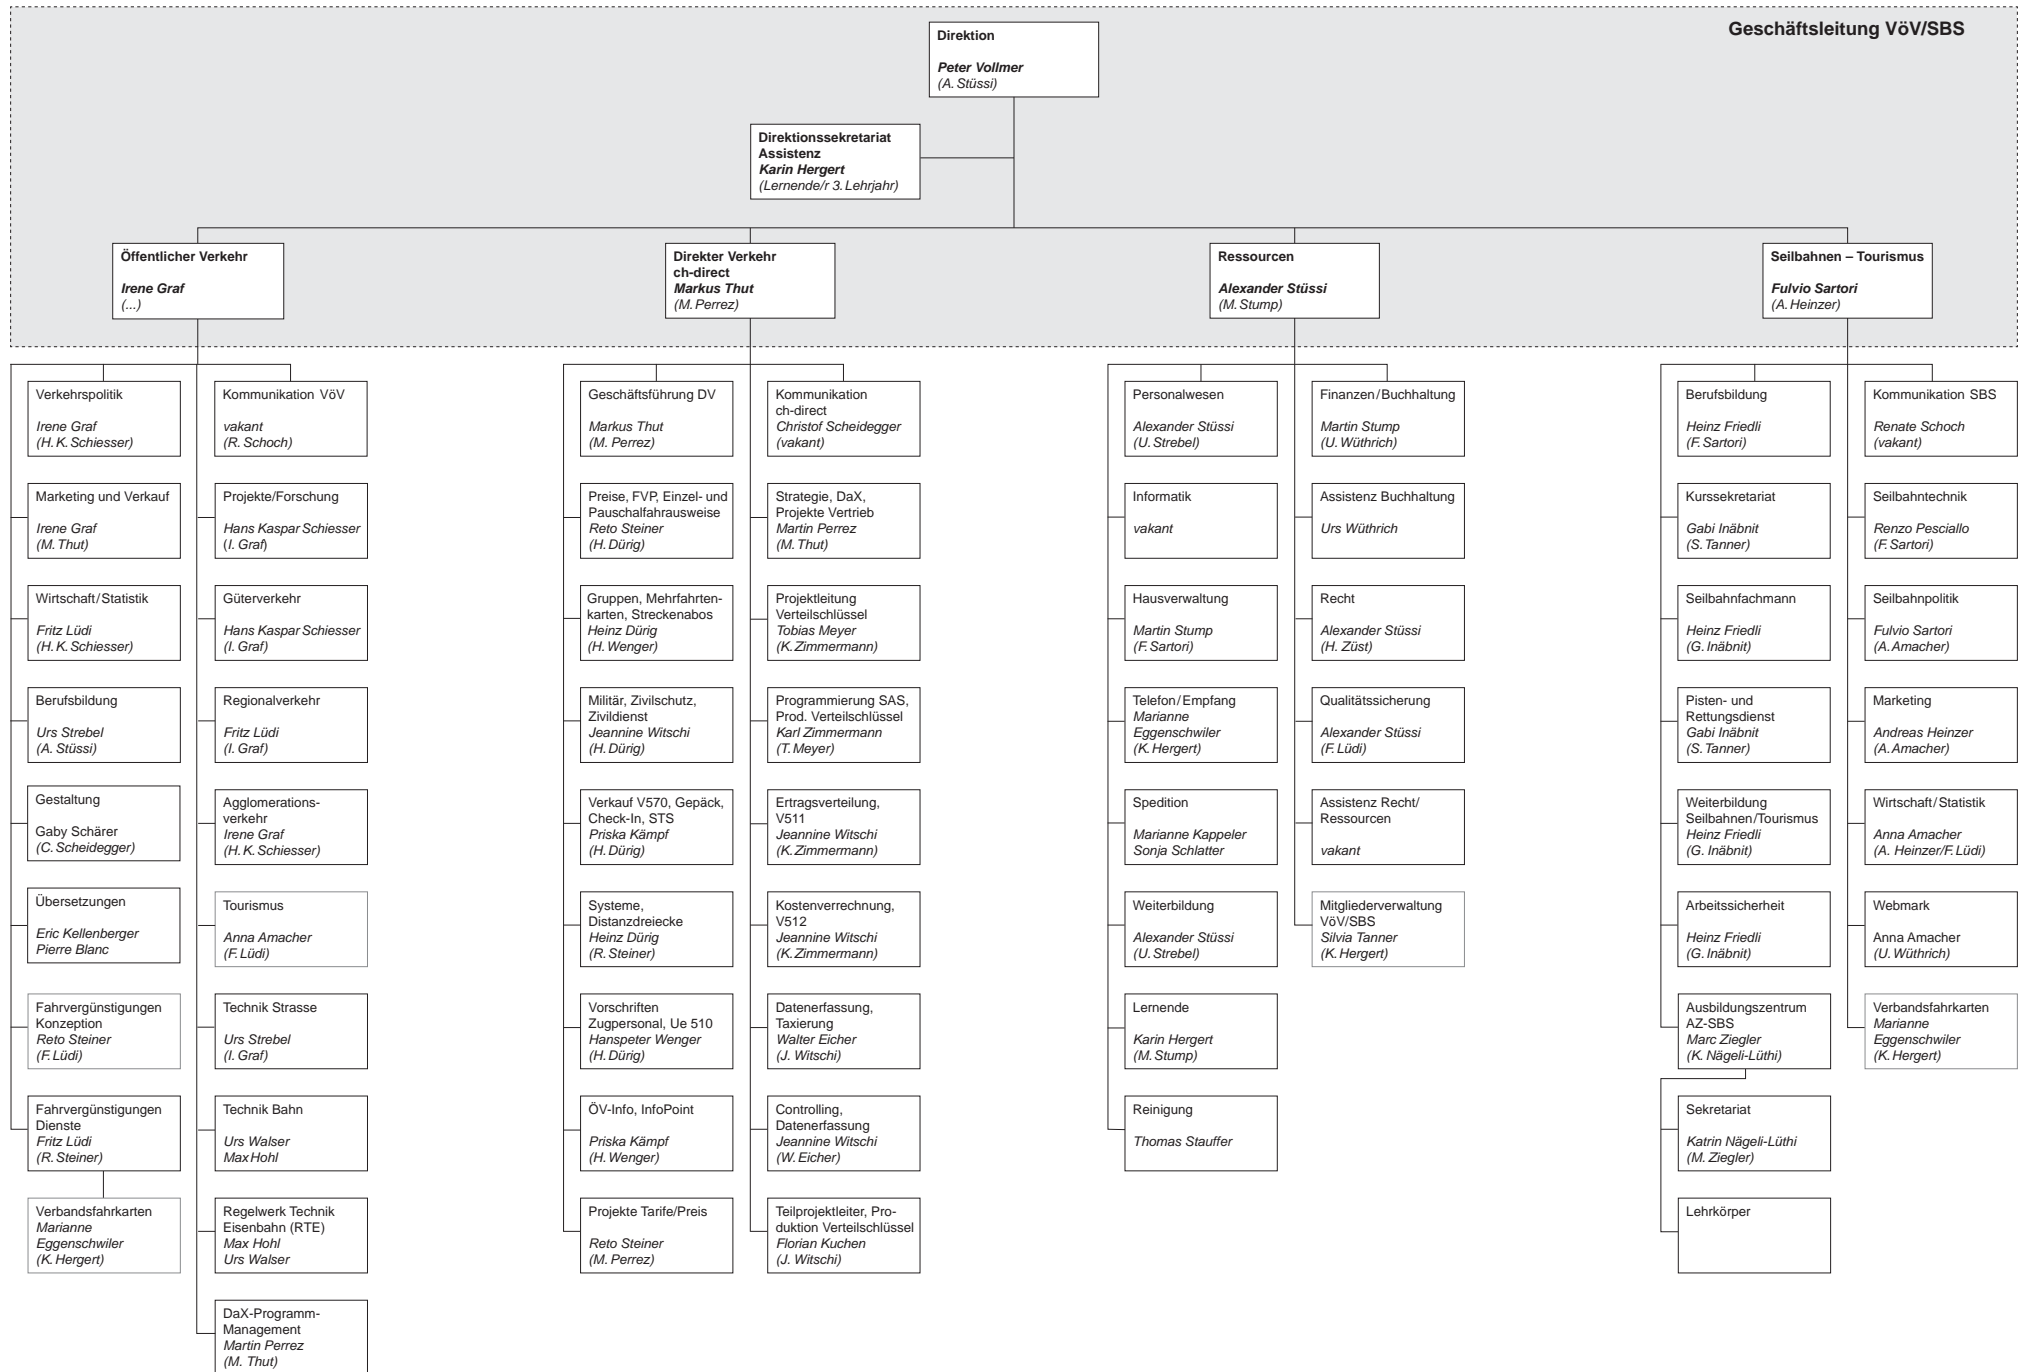 Geschäftsleitung VöV/SBS
Direktion
Peter Vollmer
(A. Stüssi)
Direktionssekretariat
Assistenz
Karin Hergert
(Lernende/r 3. Lehrjahr)
Öffentlicher Verkehr
Irene Graf
(...)
Direkter Verkehr
ch-direct
Markus Thut
(M. Perrez)
Ressourcen
Alexander Stüssi
(M. Stump)
Seilbahnen – Tourismus
Fulvio Sartori
(A. Heinzer)
Verkehrspolitik
Irene Graf
(H. K. Schiesser)
Marketing und Verkauf
Irene Graf
(M. Thut)
Wirtschaft/Statistik
Fritz Lüdi
(H. K. Schiesser)
Berufsbildung
Urs Strebel
(A. Stüssi)
Gestaltung
Gaby Schärer
(C. Scheidegger)
Übersetzungen
Eric Kellenberger
Pierre Blanc
Fahrvergünstigungen
Konzeption
Reto Steiner
(F. Lüdi)
Fahrvergünstigungen
Dienste
Fritz Lüdi
(R. Steiner)
Verbandsfahrkarten
Marianne
Eggenschwiler
(K. Hergert)
Kommunikation VöV
vakant
(R. Schoch)
Projekte/Forschung
Hans Kaspar Schiesser
(I. Graf)
Güterverkehr
Hans Kaspar Schiesser
(I. Graf)
Regionalverkehr
Fritz Lüdi
(I. Graf)
Agglomerations-
verkehr
Irene Graf
(H. K. Schiesser)
Tourismus
Anna Amacher
(F. Lüdi)
Technik Strasse
Urs Strebel
(I. Graf)
Technik Bahn
Urs Walser
Max Hohl
Regelwerk Technik
Eisenbahn (RTE)
Max Hohl
Urs Walser
DaX-Programm-
Management
Martin Perrez
(M. Thut)
Geschäftsführung DV
Markus Thut
(M. Perrez)
Preise, FVP, Einzel- und
Pauschalfahrausweise
Reto Steiner
(H. Dürig)
Gruppen, Mehrfahrten-
karten, Streckenabos
Heinz Dürig
(H. Wenger)
Militär, Zivilschutz,
Zivildienst
Jeannine Witschi
(H. Dürig)
Verkauf V570, Gepäck,
Check-In, STS
Priska Kämpf
(H. Dürig)
Systeme,
Distanzdreiecke
Heinz Dürig
(R. Steiner)
Vorschriften
Zugpersonal, Ue 510
Hanspeter Wenger
(H. Dürig)
ÖV-Info, InfoPoint
Priska Kämpf
(H. Wenger)
Projekte Tarife/Preis
Reto Steiner
(M. Perrez)
Kommunikation
ch-direct
Christof Scheidegger
(vakant)
Strategie, DaX,
Projekte Vertrieb
Martin Perrez
(M. Thut)
Projektleitung
Verteilschlüssel
Tobias Meyer
(K. Zimmermann)
Programmierung SAS,
Prod. Verteilschlüssel
Karl Zimmermann
(T. Meyer)
Ertragsverteilung,
V511
Jeannine Witschi
(K. Zimmermann)
Kostenverrechnung,
V512
Jeannine Witschi
(K. Zimmermann)
Datenerfassung,
Taxierung
Walter Eicher
(J. Witschi)
Controlling,
Datenerfassung
Jeannine Witschi
(W. Eicher)
Teilprojektleiter, Pro-
duktion Verteilschlüssel
Florian Kuchen
(J. Witschi)
Personalwesen
Alexander Stüssi
(U. Strebel)
Informatik
vakant
Hausverwaltung
Martin Stump
(F. Sartori)
Telefon/Empfang
Marianne
Eggenschwiler
(K. Hergert)
Spedition
Marianne Kappeler
Sonja Schlatter
Weiterbildung
Alexander Stüssi
(U. Strebel)
Lernende
Karin Hergert
(M. Stump)
Reinigung
Thomas Stauffer
Finanzen/Buchhaltung
Martin Stump
(U. Wüthrich)
Assistenz Buchhaltung
Urs Wüthrich
Recht
Alexander Stüssi
(H. Züst)
Qualitätssicherung
Alexander Stüssi
(F. Lüdi)
Assistenz Recht/
Ressourcen
vakant
Mitgliederverwaltung
VöV/SBS
Silvia Tanner
(K. Hergert)
Berufsbildung
Heinz Friedli
(F. Sartori)
Kurssekretariat
Gabi Inäbnit
(S. Tanner)
Seilbahnfachmann
Heinz Friedli
(G. Inäbnit)
Pisten- und
Rettungsdienst
Gabi Inäbnit
(S. Tanner)
Weiterbildung
Seilbahnen/Tourismus
Heinz Friedli
(G. Inäbnit)
Arbeitssicherheit
Heinz Friedli
(G. Inäbnit)
Ausbildungszentrum
AZ-SBS
Marc Ziegler
(K. Nägeli-Lüthi)
Sekretariat
Katrin Nägeli-Lüthi
(M. Ziegler)
Lehrkörper
Kommunikation SBS
Renate Schoch
(vakant)
Seilbahntechnik
Renzo Pesciallo
(F. Sartori)
Seilbahnpolitik
Fulvio Sartori
(A. Amacher)
Marketing
Andreas Heinzer
(A. Amacher)
Wirtschaft/Statistik
Anna Amacher
(A. Heinzer/F. Lüdi)
Webmark
Anna Amacher
(U. Wüthrich)
Verbandsfahrkarten
Marianne
Eggenschwiler
(K. Hergert)